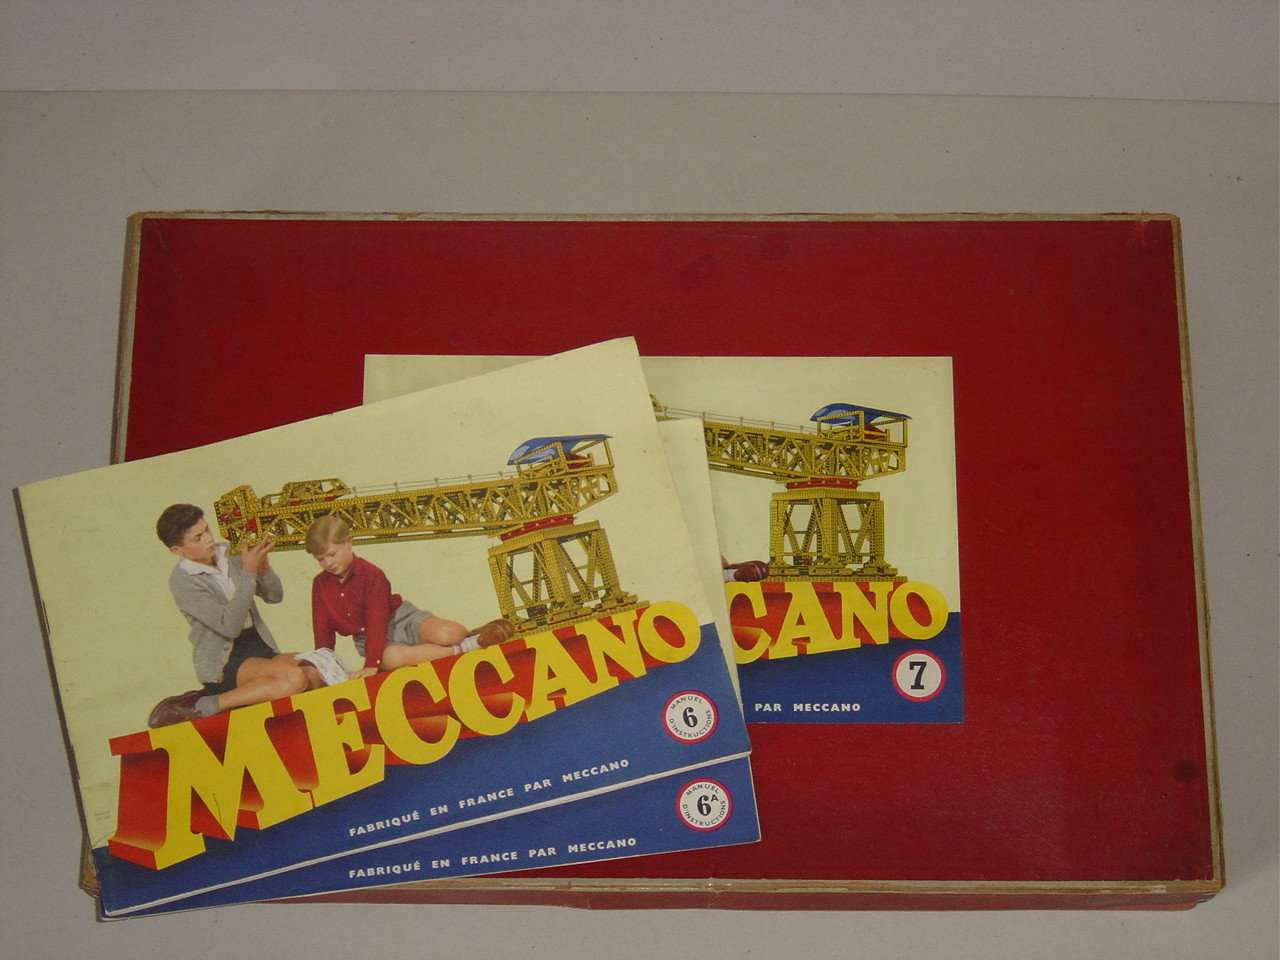 MECCANO
MANUEL
6
D'INSTRUCTIONS
FABRIQUÉ EN FRANCE PAR MECCANO
MANUEL
6A
D'INSTRUCTIONS
FABRIQUÉ EN FRANCE PAR MECCANO
CANO
7
PAR MECCANO